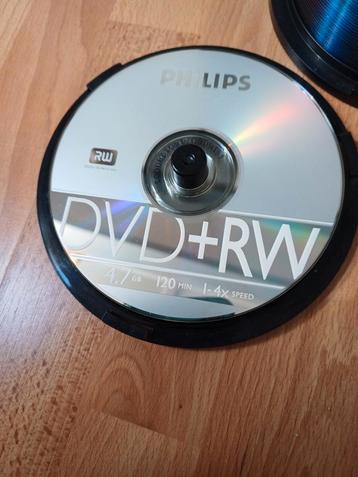 PHILIPS
RW
DVD+RW
4.7 GB 120 MIN 1-4x SPEED